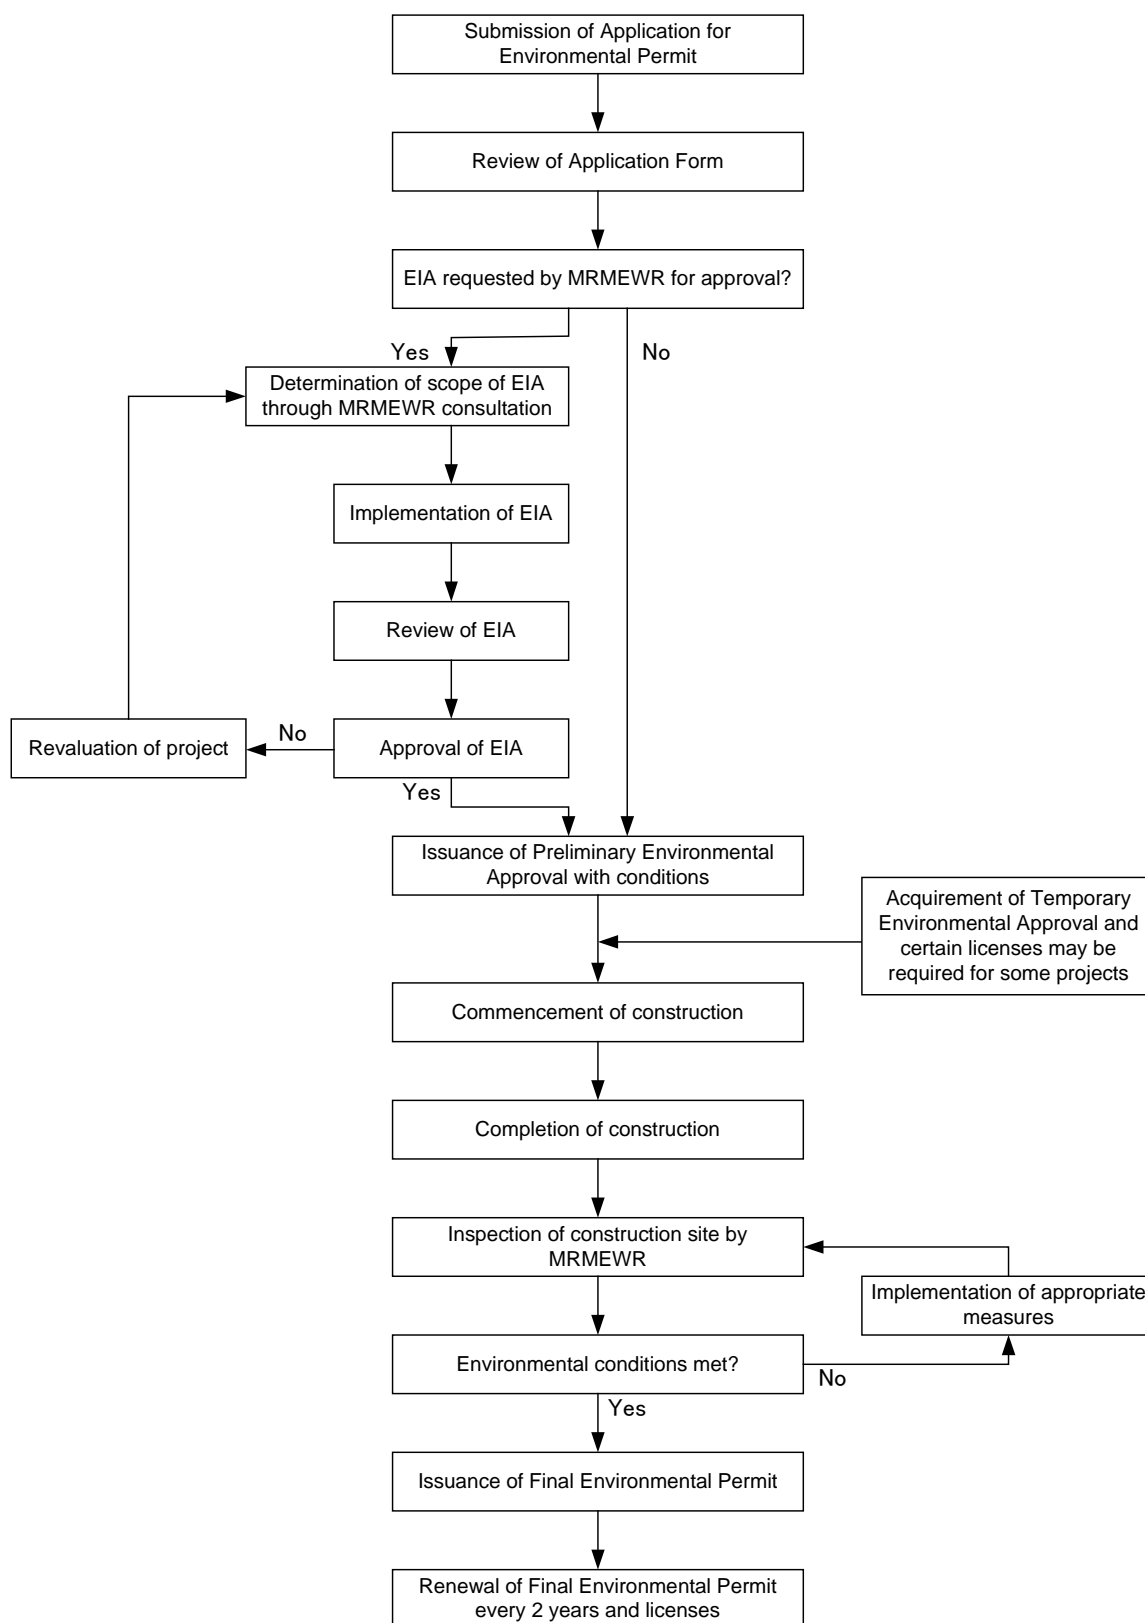 Submission of Application for
Environmental Permit
Review of Application Form
EIA requested by MRMEWR for approval?
Yes
No
Determination of scope of EIA
through MRMEWR consultation
Implementation of EIA
Review of EIA
Revaluation of project
No
Approval of EIA
Yes
Issuance of Preliminary Environmental
Approval with conditions
Acquirement of Temporary
Environmental Approval and
certain licenses may be
required for some projects
Commencement of construction
Completion of construction
Inspection of construction site by
MRMEWR
Implementation of appropriate
measures
Environmental conditions met?
No
Yes
Issuance of Final Environmental Permit
Renewal of Final Environmental Permit
every 2 years and licenses